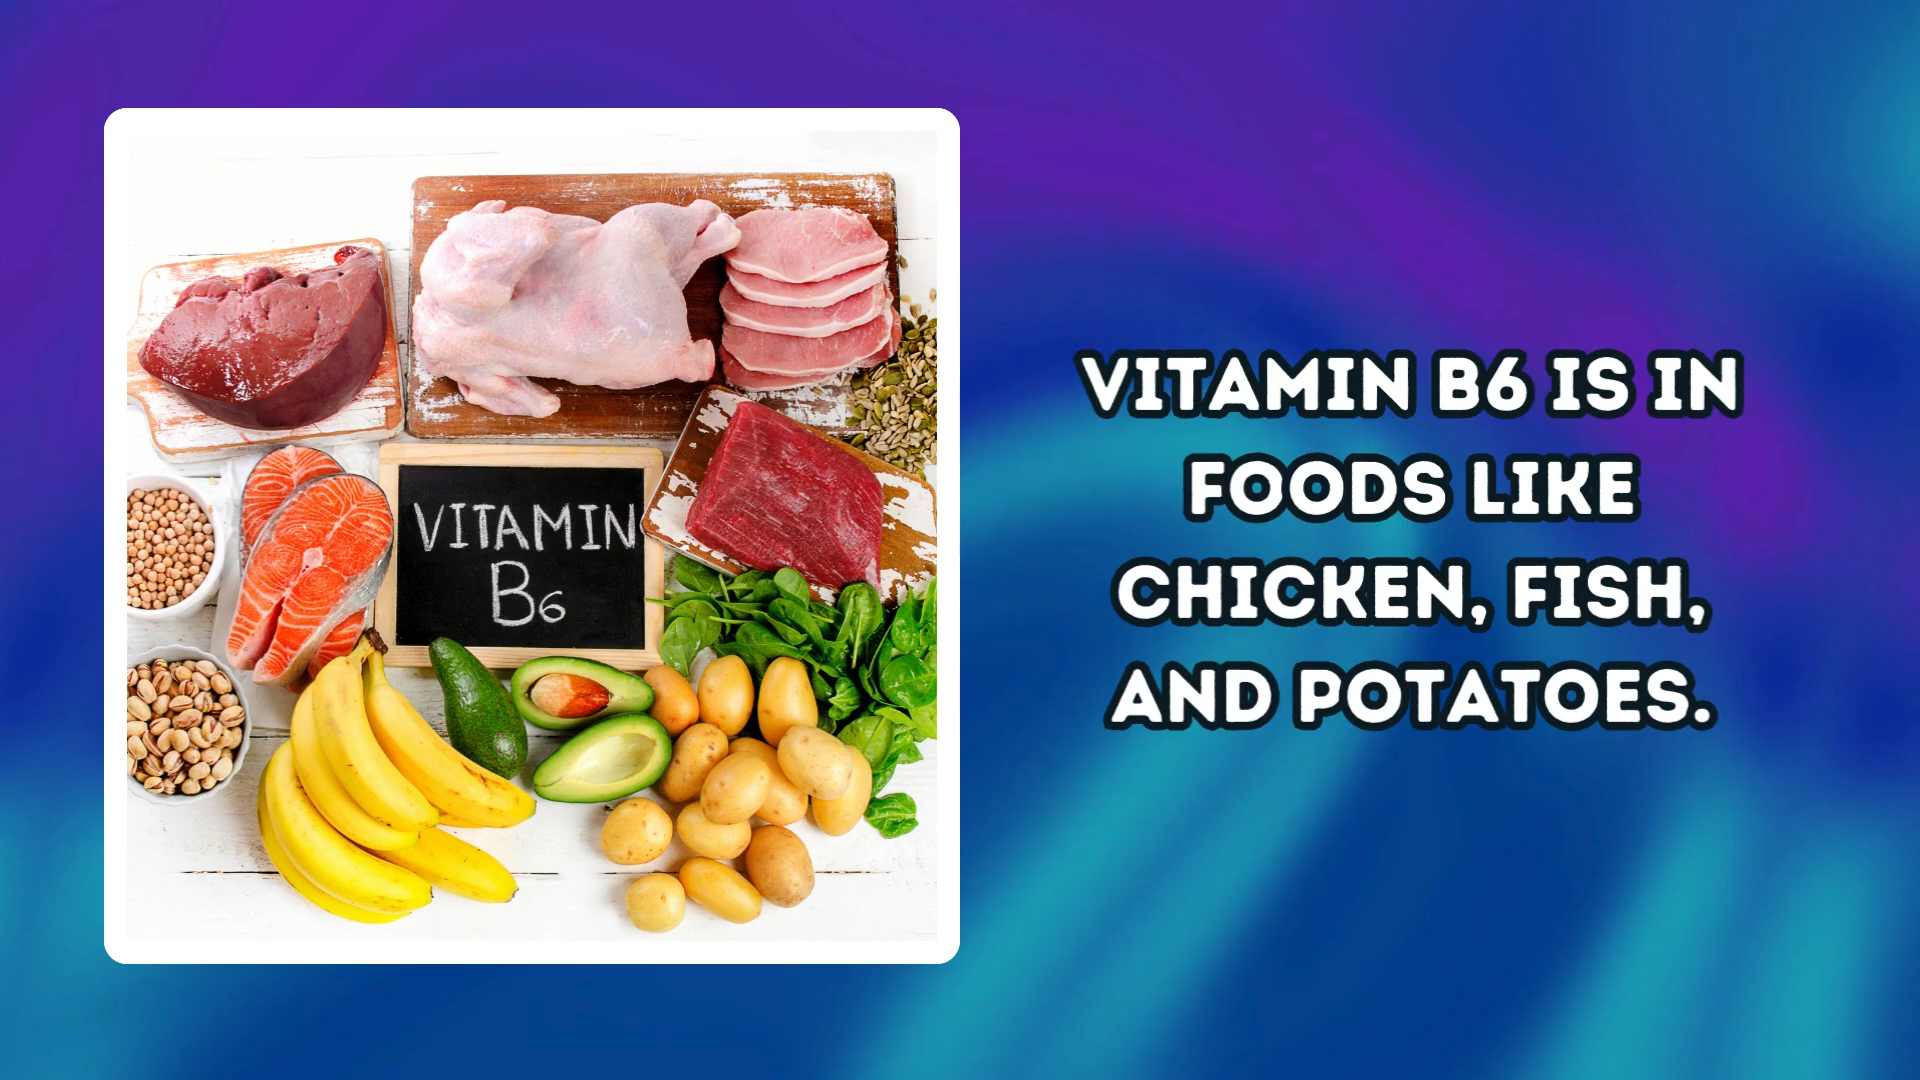 VITAMIN
B6
VITAMIN B6 IS IN
FOODS LIKE
CHICKEN, FISH,
AND POTATOES.